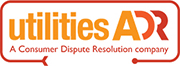 utilities ADR
A Consumer Dispute Resolution company